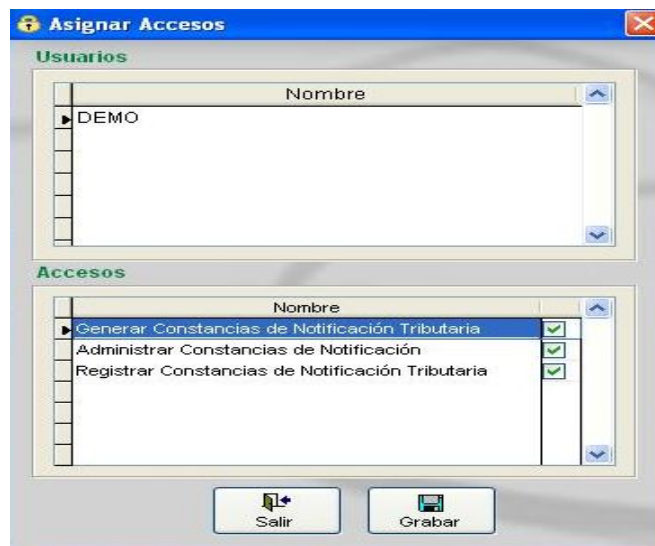 Asignar Accesos
Usuarios
Nombre
DEMO
Accesos
Nombre
Generar Constancias de Notificación Tributaria
Administrar Constancias de Notificación
Registrar Constancias de Notificación Tributaria
Salir
Grabar